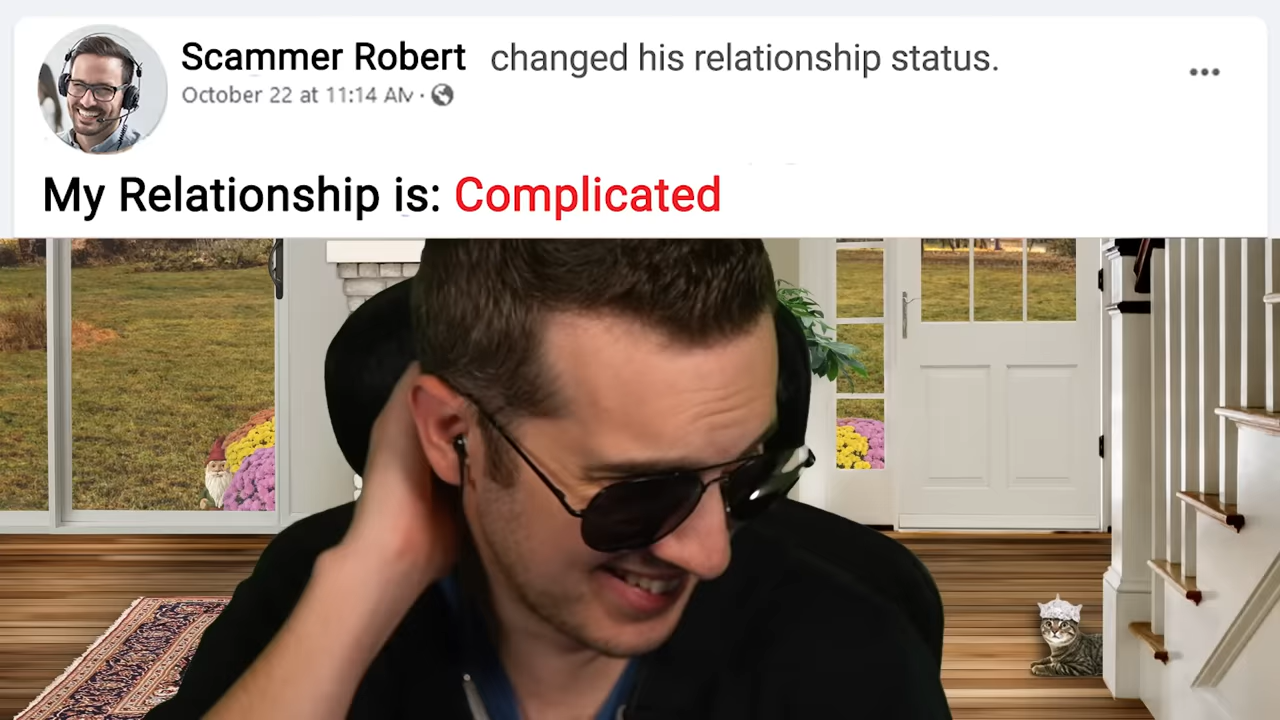 Scammer Robert changed his relationship status.
October 22 at 11:14 AM ·
My Relationship is: Complicated